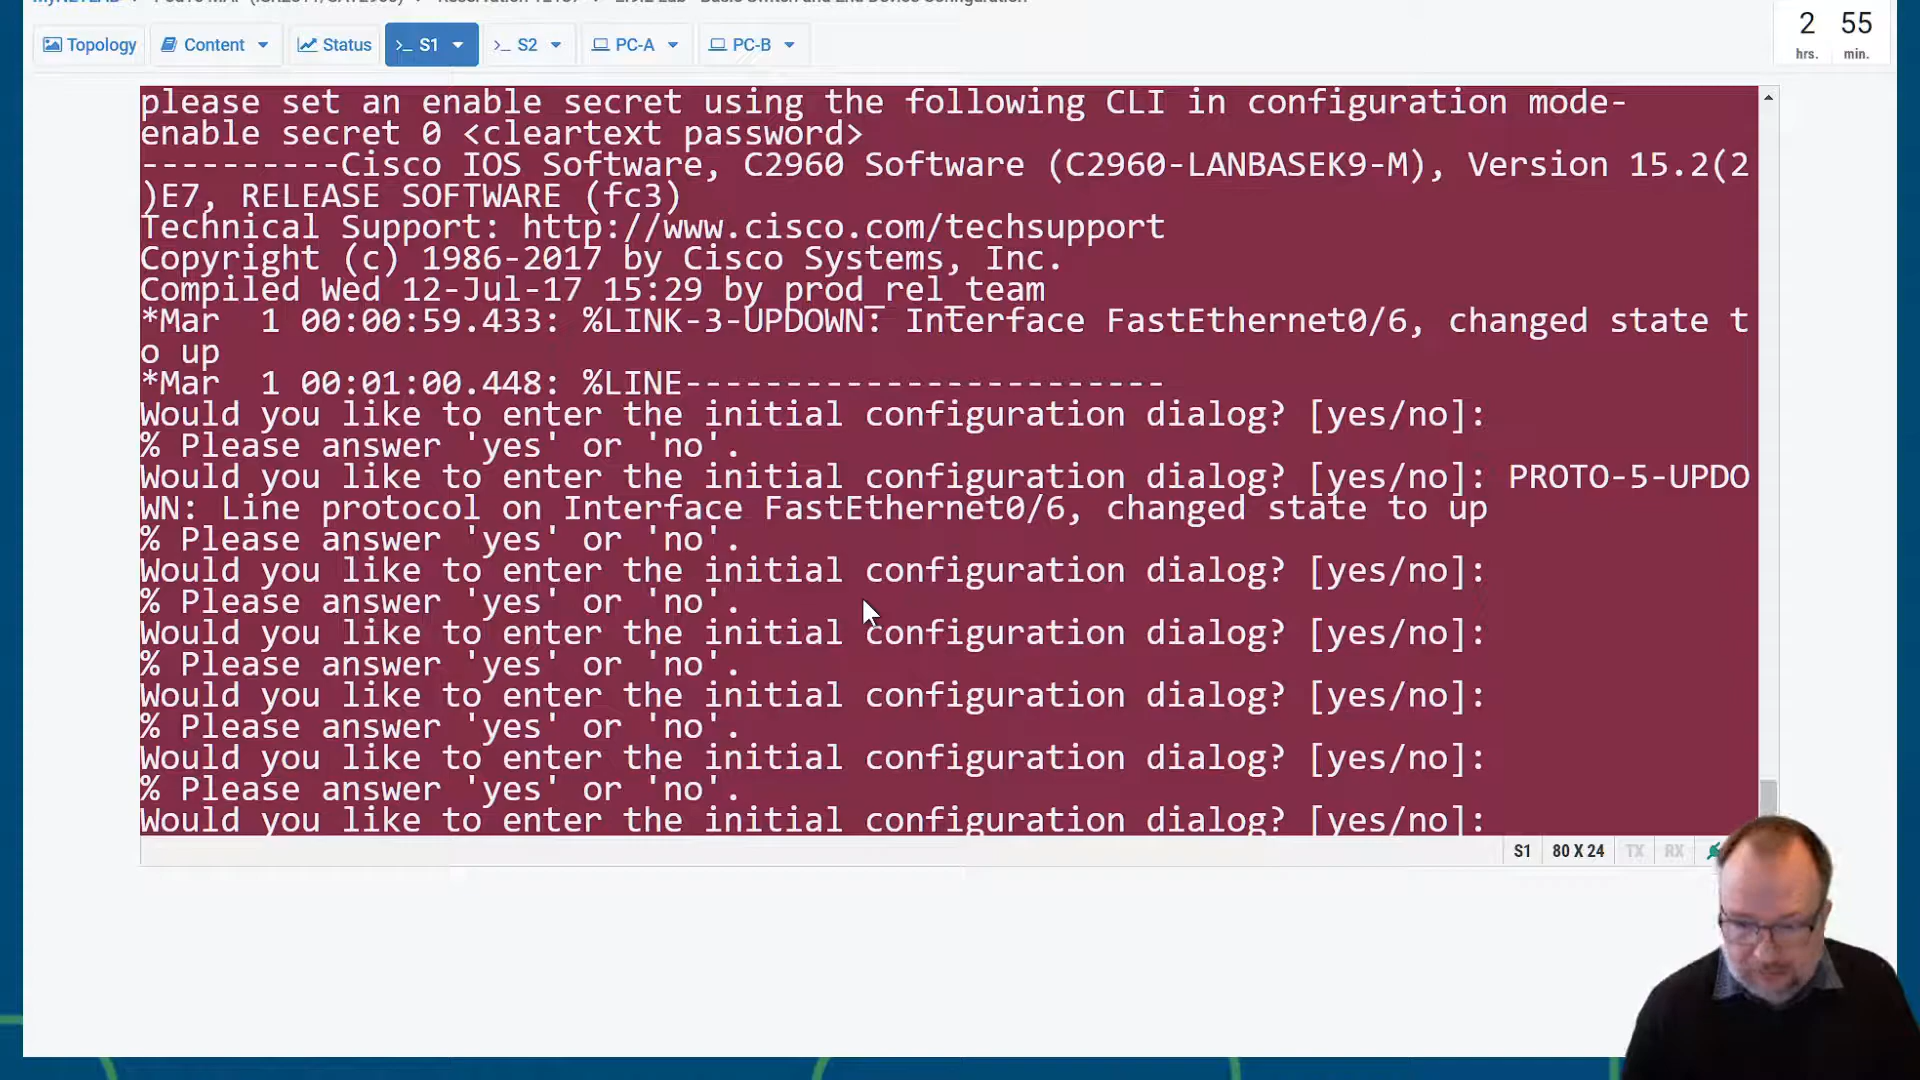 Topology
Content
Status
>_ S1
>_ S2
PC-A
PC-B
2 55
hrs. min.
please set an enable secret using the following CLI in configuration mode-
enable secret 0 <cleartext password>
----------Cisco IOS Software, C2960 Software (C2960-LANBASEK9-M), Version 15.2(2
)E7, RELEASE SOFTWARE (fc3)
Technical Support: http://www.cisco.com/techsupport
Copyright (c) 1986-2017 by Cisco Systems, Inc.
Compiled Wed 12-Jul-17 15:29 by prod_rel_team
*Mar  1 00:00:59.433: %LINK-3-UPDOWN: Interface FastEthernet0/6, changed state t
o up
*Mar  1 00:01:00.448: %LINE------------------------
Would you like to enter the initial configuration dialog? [yes/no]:
% Please answer 'yes' or 'no'.
Would you like to enter the initial configuration dialog? [yes/no]: PROTO-5-UPDO
WN: Line protocol on Interface FastEthernet0/6, changed state to up
% Please answer 'yes' or 'no'.
Would you like to enter the initial configuration dialog? [yes/no]:
% Please answer 'yes' or 'no'.
Would you like to enter the initial configuration dialog? [yes/no]:
% Please answer 'yes' or 'no'.
Would you like to enter the initial configuration dialog? [yes/no]:
% Please answer 'yes' or 'no'.
Would you like to enter the initial configuration dialog? [yes/no]:
% Please answer 'yes' or 'no'.
Would you like to enter the initial configuration dialog? [yes/no]:
S1 80 X 24 TX RX